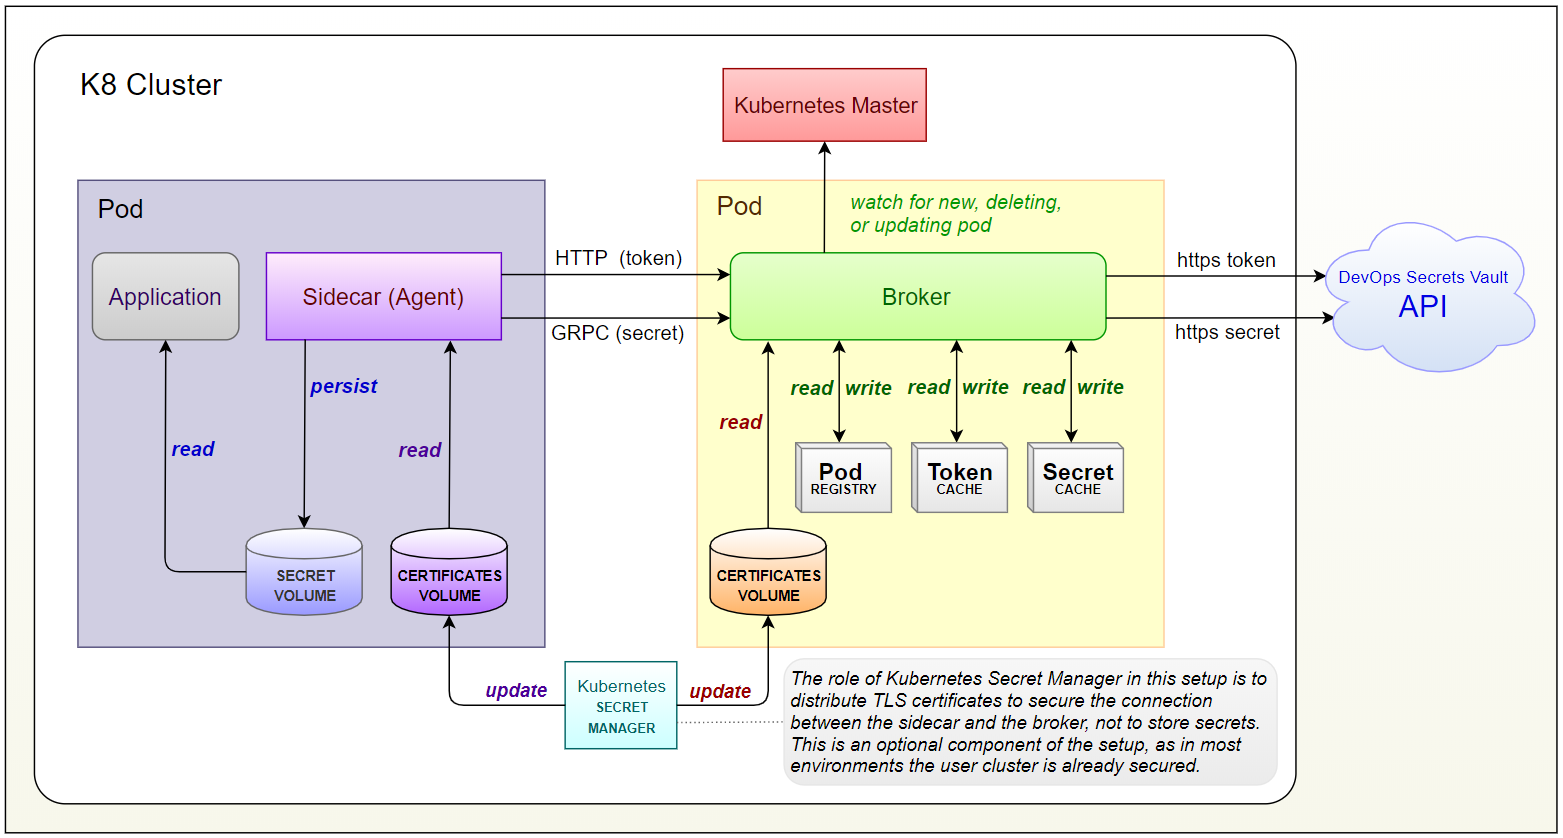 K8 Cluster
Kubernetes Master
Pod
Pod
watch for new, deleting,
or updating pod
Application
Sidecar (Agent)
HTTP  (token)
GRPC (secret)
Broker
https token
https secret
DevOps Secrets Vault
API
persist
read
read
read
read write
read write
read write
Pod
REGISTRY
Token
CACHE
Secret
CACHE
SECRET
VOLUME
CERTIFICATES
VOLUME
CERTIFICATES
VOLUME
update
Kubernetes
SECRET
MANAGER
update
The role of Kubernetes Secret Manager in this setup is to
distribute TLS certificates to secure the connection
between the sidecar and the broker, not to store secrets.
This is an optional component of the setup, as in most
environments the user cluster is already secured.